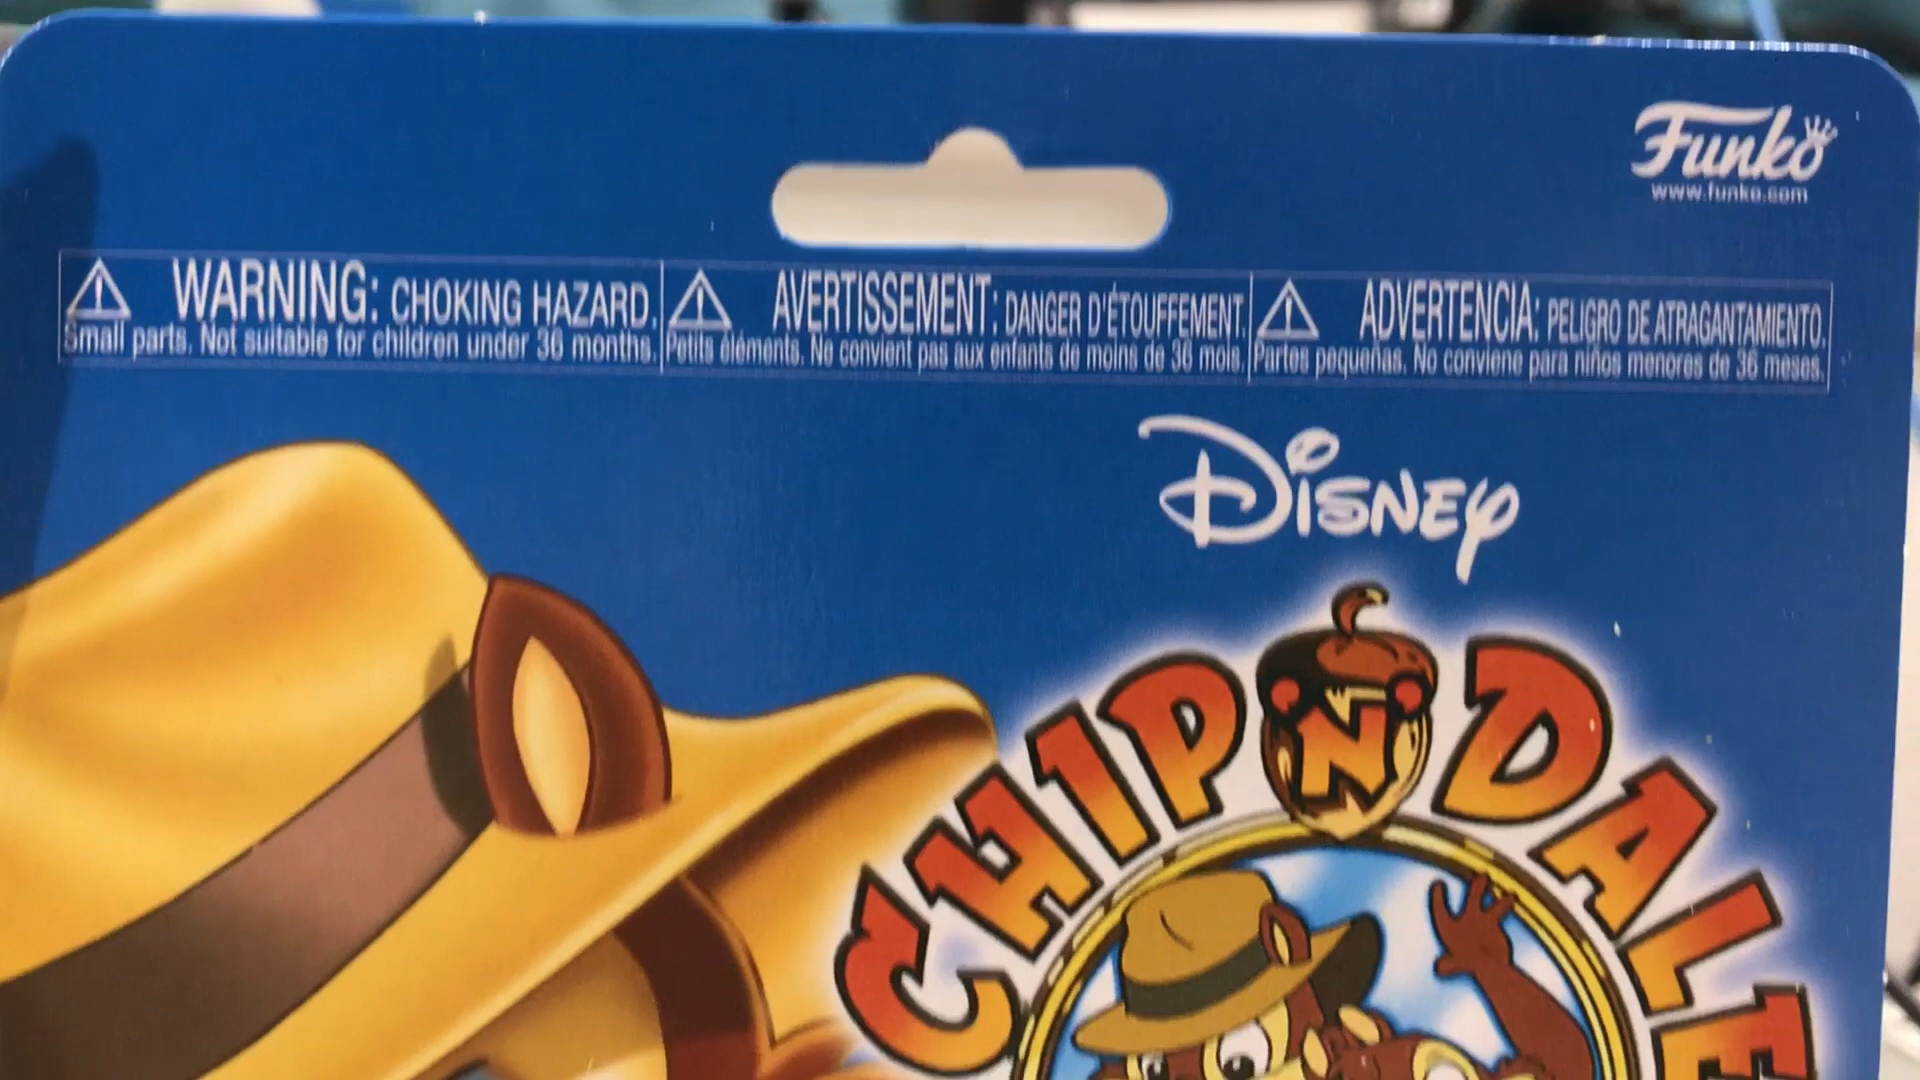 Funko
www.funko.com
WARNING: CHOKING HAZARD.
Small parts. Not suitable for children under 36 months.
AVERTISSEMENT: DANGER D'ÉTOUFFEMENT.
Petits éléments. Ne convient pas aux enfants de moins de 36 mois.
ADVERTENCIA: PELIGRO DE ATRAGANTAMIENTO.
Partes pequeñas. No conviene para niños menores de 36 meses.
Disney
CHIP N DALE